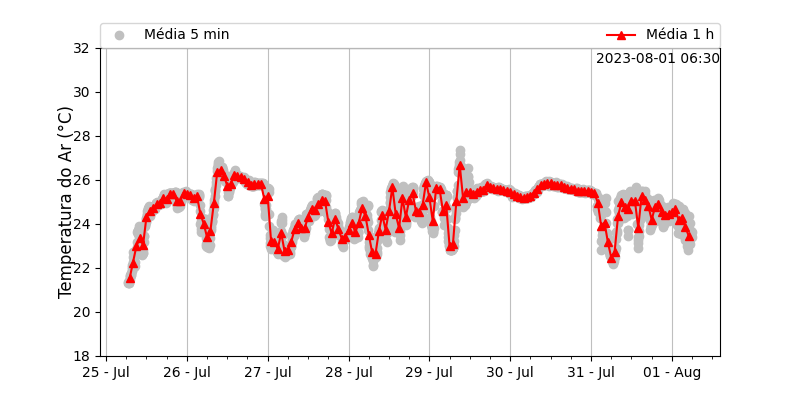 Média 5 min
Média 1 h
2023-08-01 06:30
Temperatura do Ar (°C)
32
30
28
26
24
22
20
18
25 - Jul
26 - Jul
27 - Jul
28 - Jul
29 - Jul
30 - Jul
31 - Jul
01 - Aug